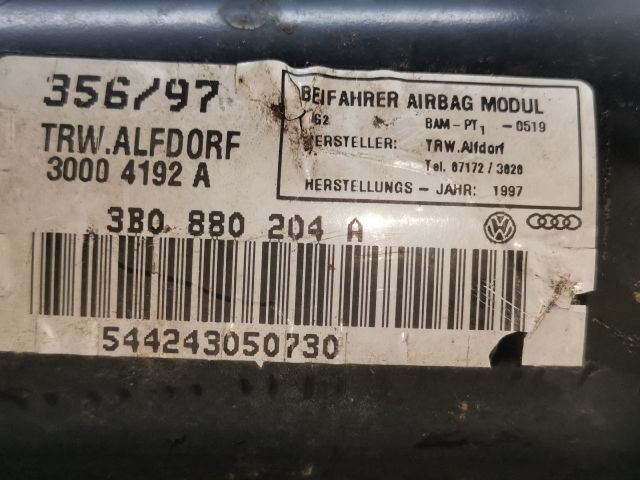 356/97
TRW.ALFDORF
3000 4192 A
BEIFAHRER AIRBAG MODUL
BAM-PT1 -0519
HERSTELLER: TRW.Alfdorf
Tel. 07172/3020
HERSTELLUNGS - JAHR: 1997
3B0 880 204 A
544243050730